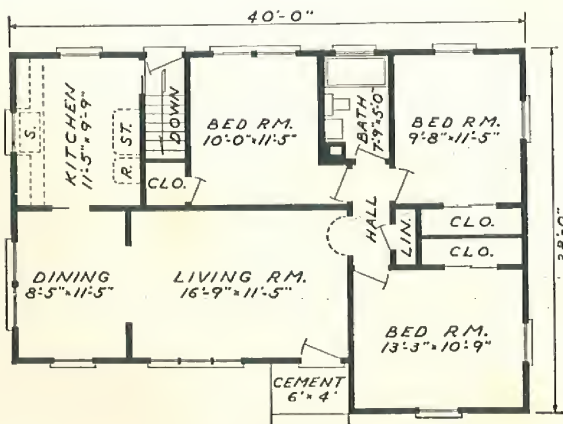 40'-0"
KITCHEN
11'-5" × 9'-9"
S.
R.
ST.
DOWN
CLO.
BED RM.
10'-0" × 11'-5"
BATH
7'-9" × 5'-0"
BED RM.
9'-8" × 11'-5"
HALL
LIN.
CLO.
CLO.
28'-0"
DINING
8'-5" × 11'-5"
LIVING RM.
16'-9" × 11'-5"
BED RM.
13'-3" × 10'-9"
CEMENT
6' × 4'